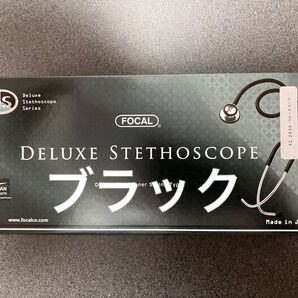 S
Deluxe
Stethoscope
Series
FOCAL
DELUXE STETHOSCOPE
ブラック
www.focalco.com
Made in J